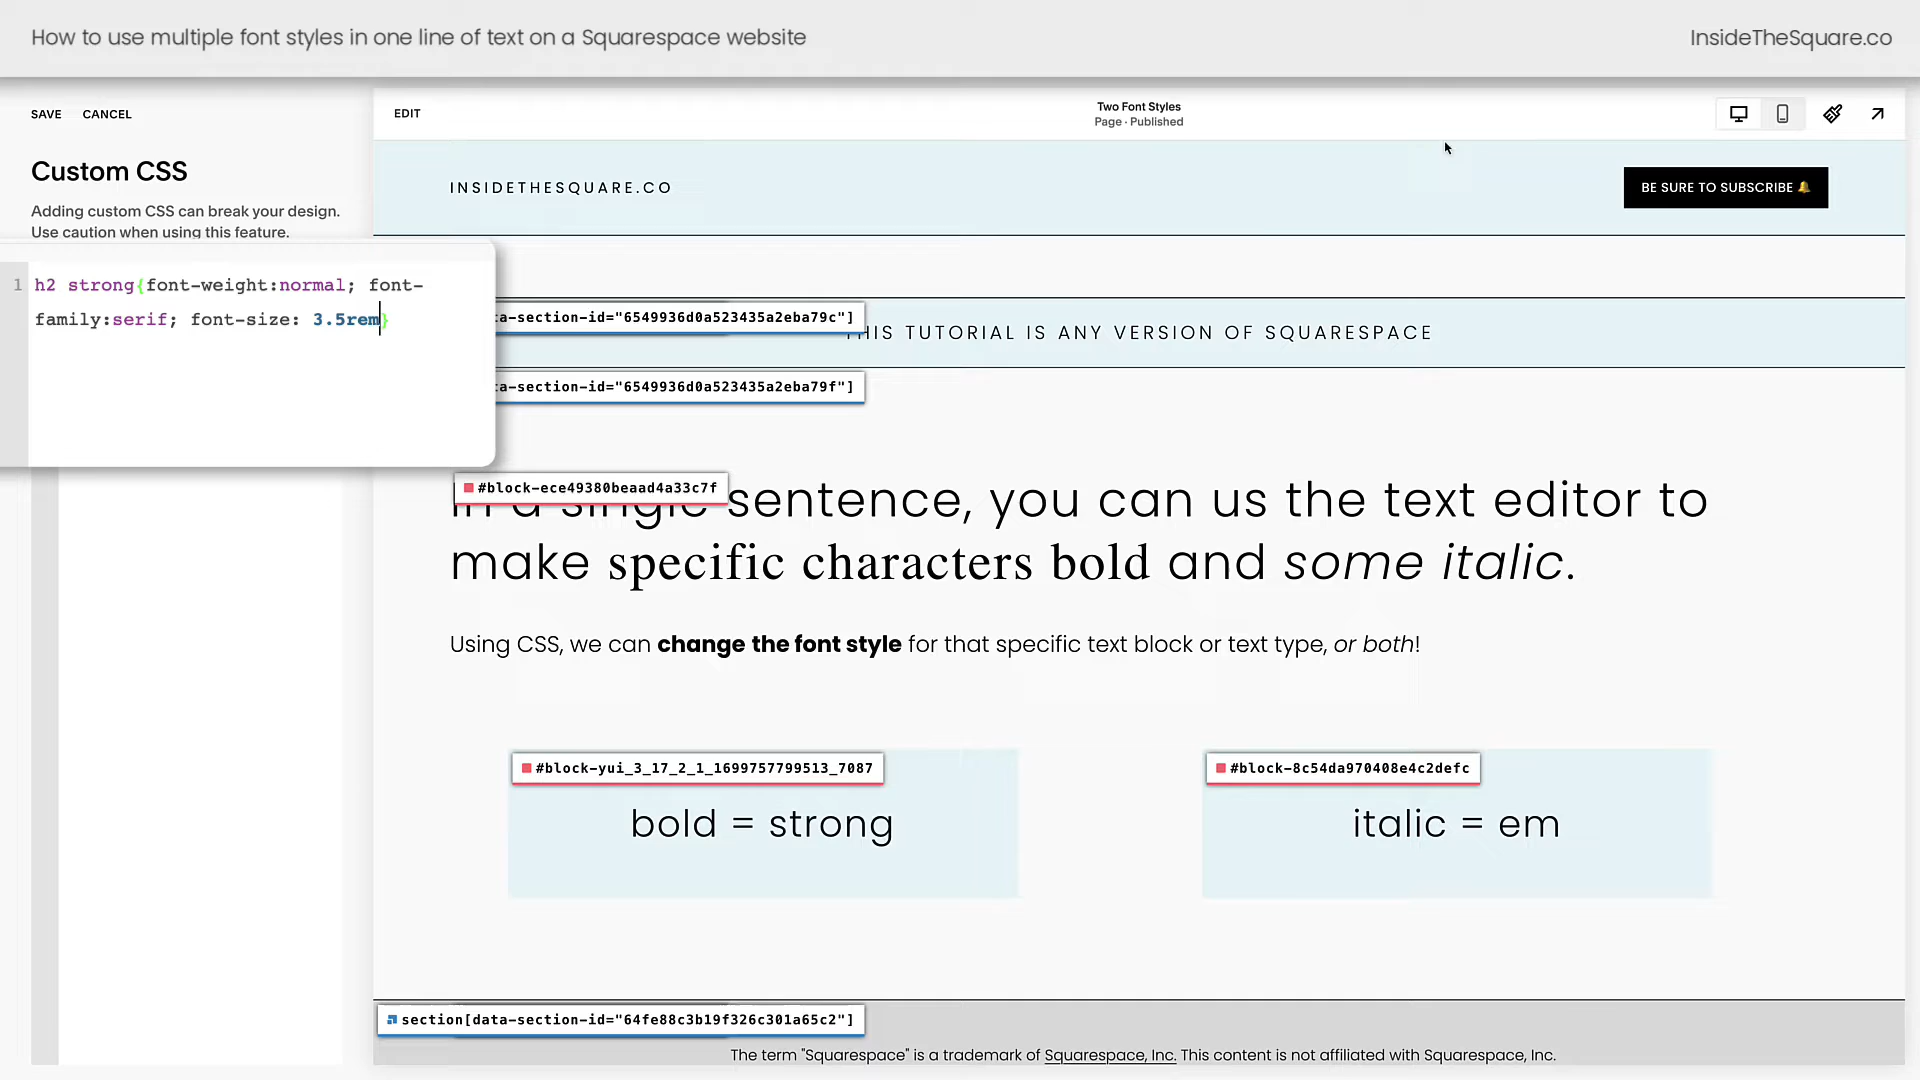 How to use multiple font styles in one line of text on a Squarespace website
InsideTheSquare.co
SAVE CANCEL
EDIT
Two Font Styles
Page · Published
Custom CSS
Adding custom CSS can break your design.
Use caution when using this feature.
INSIDETHESQUARE.CO
BE SURE TO SUBSCRIBE 🔔
1 h2 strong{font-weight:normal; font-
family:serif; font-size: 3.5rem}
ta-section-id="6549936d0a523435a2eba79c"]
THIS TUTORIAL IS ANY VERSION OF SQUARESPACE
ta-section-id="6549936d0a523435a2eba79f"]
#block-ece49380beaad4a33c7f
In a single sentence, you can us the text editor to
make specific characters bold and some italic.
Using CSS, we can change the font style for that specific text block or text type, or both!
#block-yui_3_17_2_1_1699757799513_7087
bold = strong
#block-8c54da970408e4c2defc
italic = em
section[data-section-id="64fe88c3b19f326c301a65c2"]
The term "Squarespace" is a trademark of Squarespace, Inc. This content is not affiliated with Squarespace, Inc.